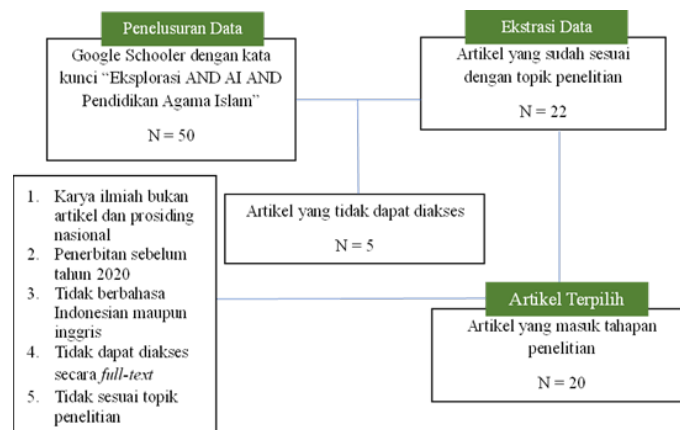 Penelusuran Data
Google Schooler dengan kata
kunci “Eksplorasi AND AI AND
Pendidikan Agama Islam”
N = 50
Ekstrasi Data
Artikel yang sudah sesuai
dengan topik penelitian
N = 22
Artikel yang tidak dapat diakses
N = 5
1. Karya ilmiah bukan
artikel dan prosiding
nasional
2. Penerbitan sebelum
tahun 2020
3. Tidak berbahasa
Indonesian maupun
inggris
4. Tidak dapat diakses
secara full-text
5. Tidak sesuai topik
penelitian
Artikel Terpilih
Artikel yang masuk tahapan
penelitian
N = 20